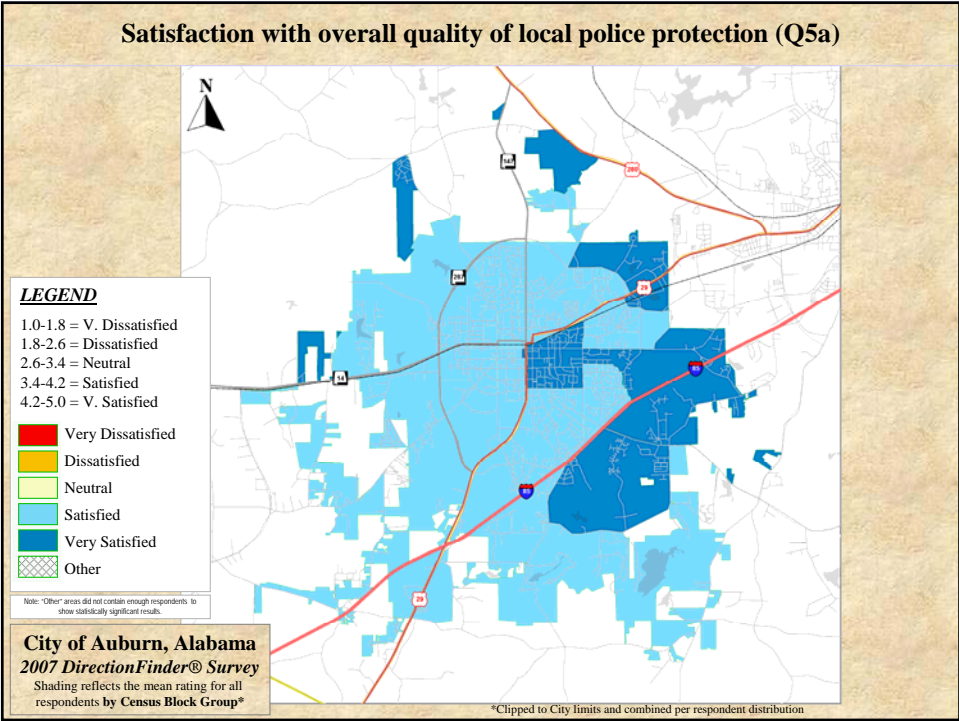 Satisfaction with overall quality of local police protection (Q5a)
N
147
280
267
29
14
85
85
29
LEGEND
1.0-1.8 = V. Dissatisfied
1.8-2.6 = Dissatisfied
2.6-3.4 = Neutral
3.4-4.2 = Satisfied
4.2-5.0 = V. Satisfied
Very Dissatisfied
Dissatisfied
Neutral
Satisfied
Very Satisfied
Other
Note: "Other" areas did not contain enough respondents to
show statistically significant results.
City of Auburn, Alabama
2007 DirectionFinder® Survey
Shading reflects the mean rating for all
respondents by Census Block Group*
*Clipped to City limits and combined per respondent distribution